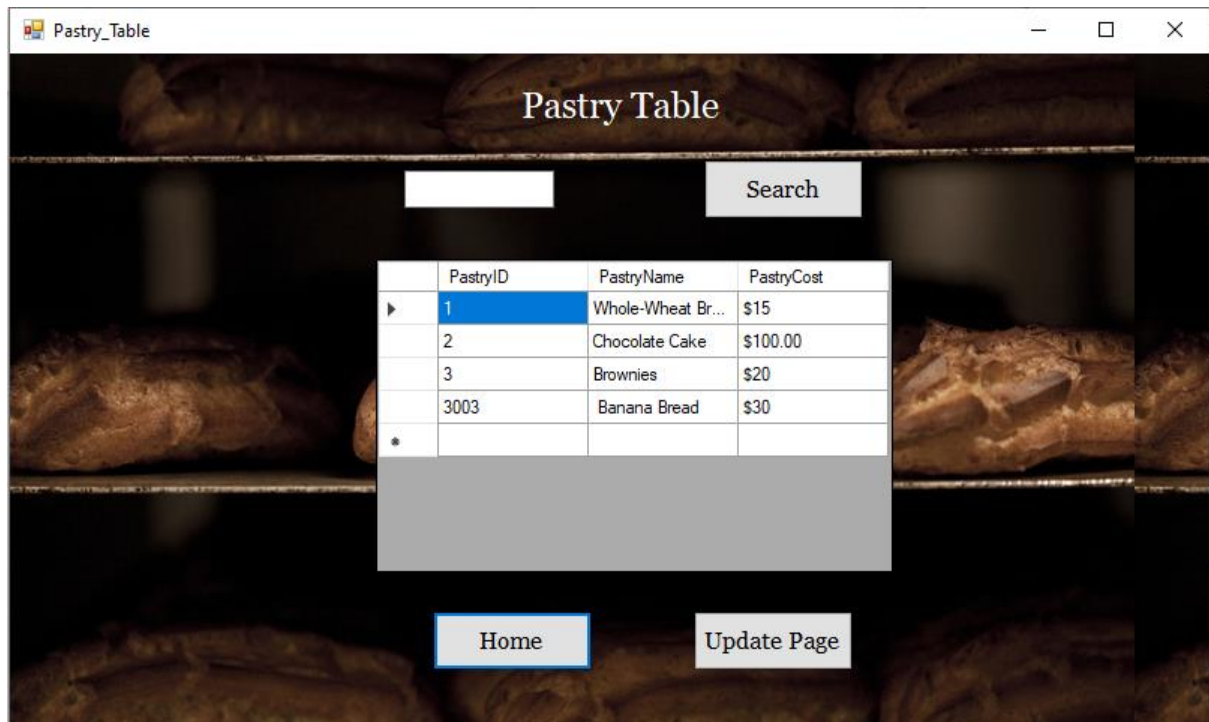 Pastry_Table
Pastry Table
Search
PastryID PastryName PastryCost
1 Whole-Wheat Br... $15
2 Chocolate Cake $100.00
3 Brownies $20
3003 Banana Bread $30
Home Update Page